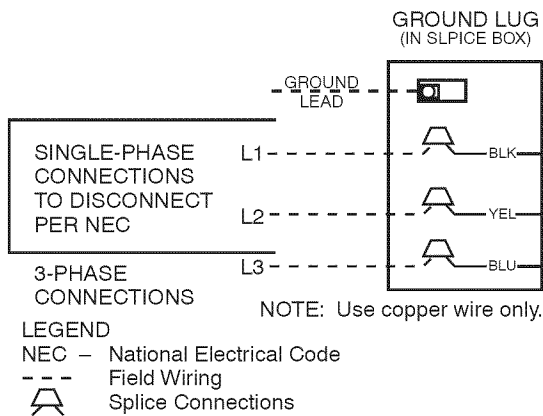 GROUND LUG
(IN SLPICE BOX)
GROUND
LEAD
SINGLE-PHASE
CONNECTIONS
TO DISCONNECT
PER NEC
L1
BLK
L2
YEL
L3
BLU
3-PHASE
CONNECTIONS
NOTE: Use copper wire only.
LEGEND
NEC – National Electrical Code
Field Wiring
Splice Connections